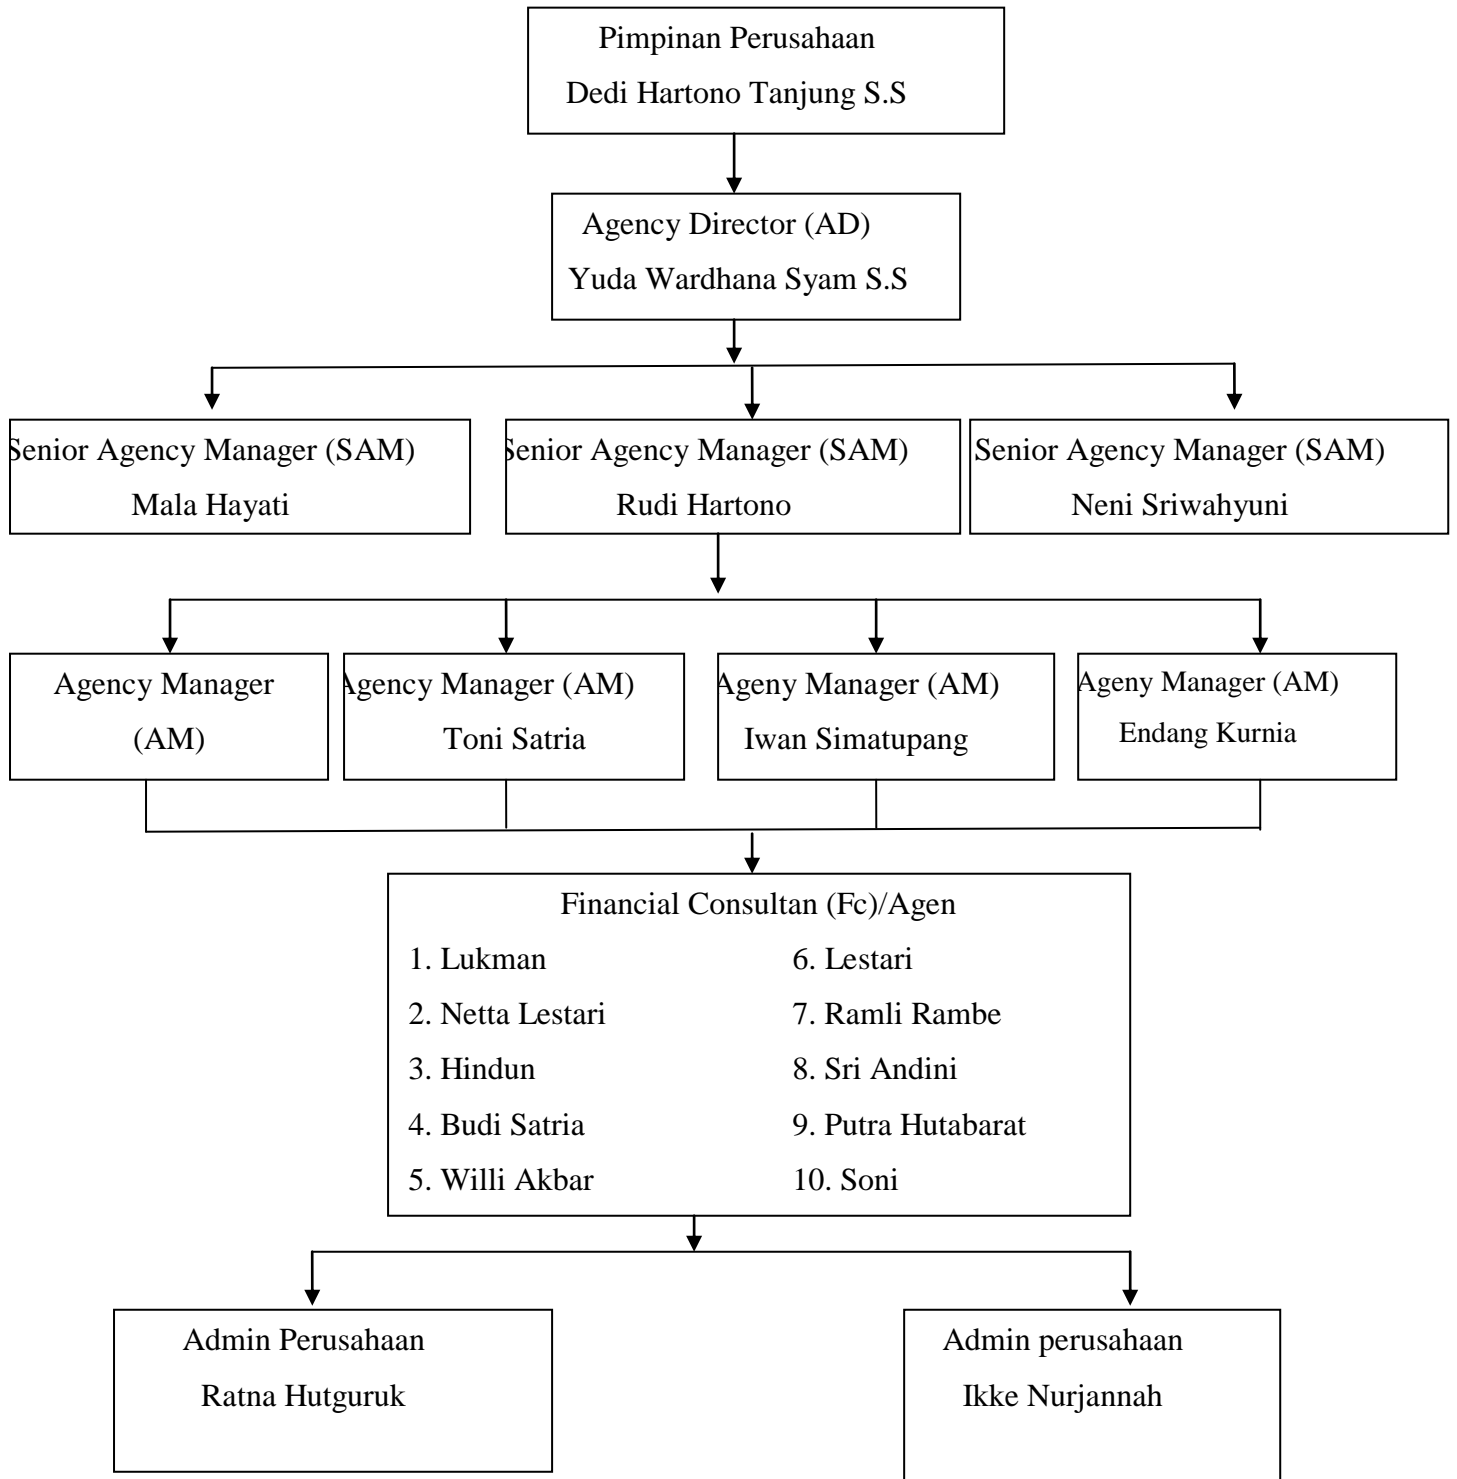 Pimpinan Perusahaan
Dedi Hartono Tanjung S.S
Agency Director (AD)
Yuda Wardhana Syam S.S
Senior Agency Manager (SAM)
Mala Hayati
Senior Agency Manager (SAM)
Rudi Hartono
Senior Agency Manager (SAM)
Neni Sriwahyuni
Agency Manager
(AM)
Agency Manager (AM)
Toni Satria
Ageny Manager (AM)
Iwan Simatupang
Ageny Manager (AM)
Endang Kurnia
Financial Consultan (Fc)/Agen
1. Lukman
2. Netta Lestari
3. Hindun
4. Budi Satria
5. Willi Akbar
6. Lestari
7. Ramli Rambe
8. Sri Andini
9. Putra Hutabarat
10. Soni
Admin Perusahaan
Ratna Hutguruk
Admin perusahaan
Ikke Nurjannah